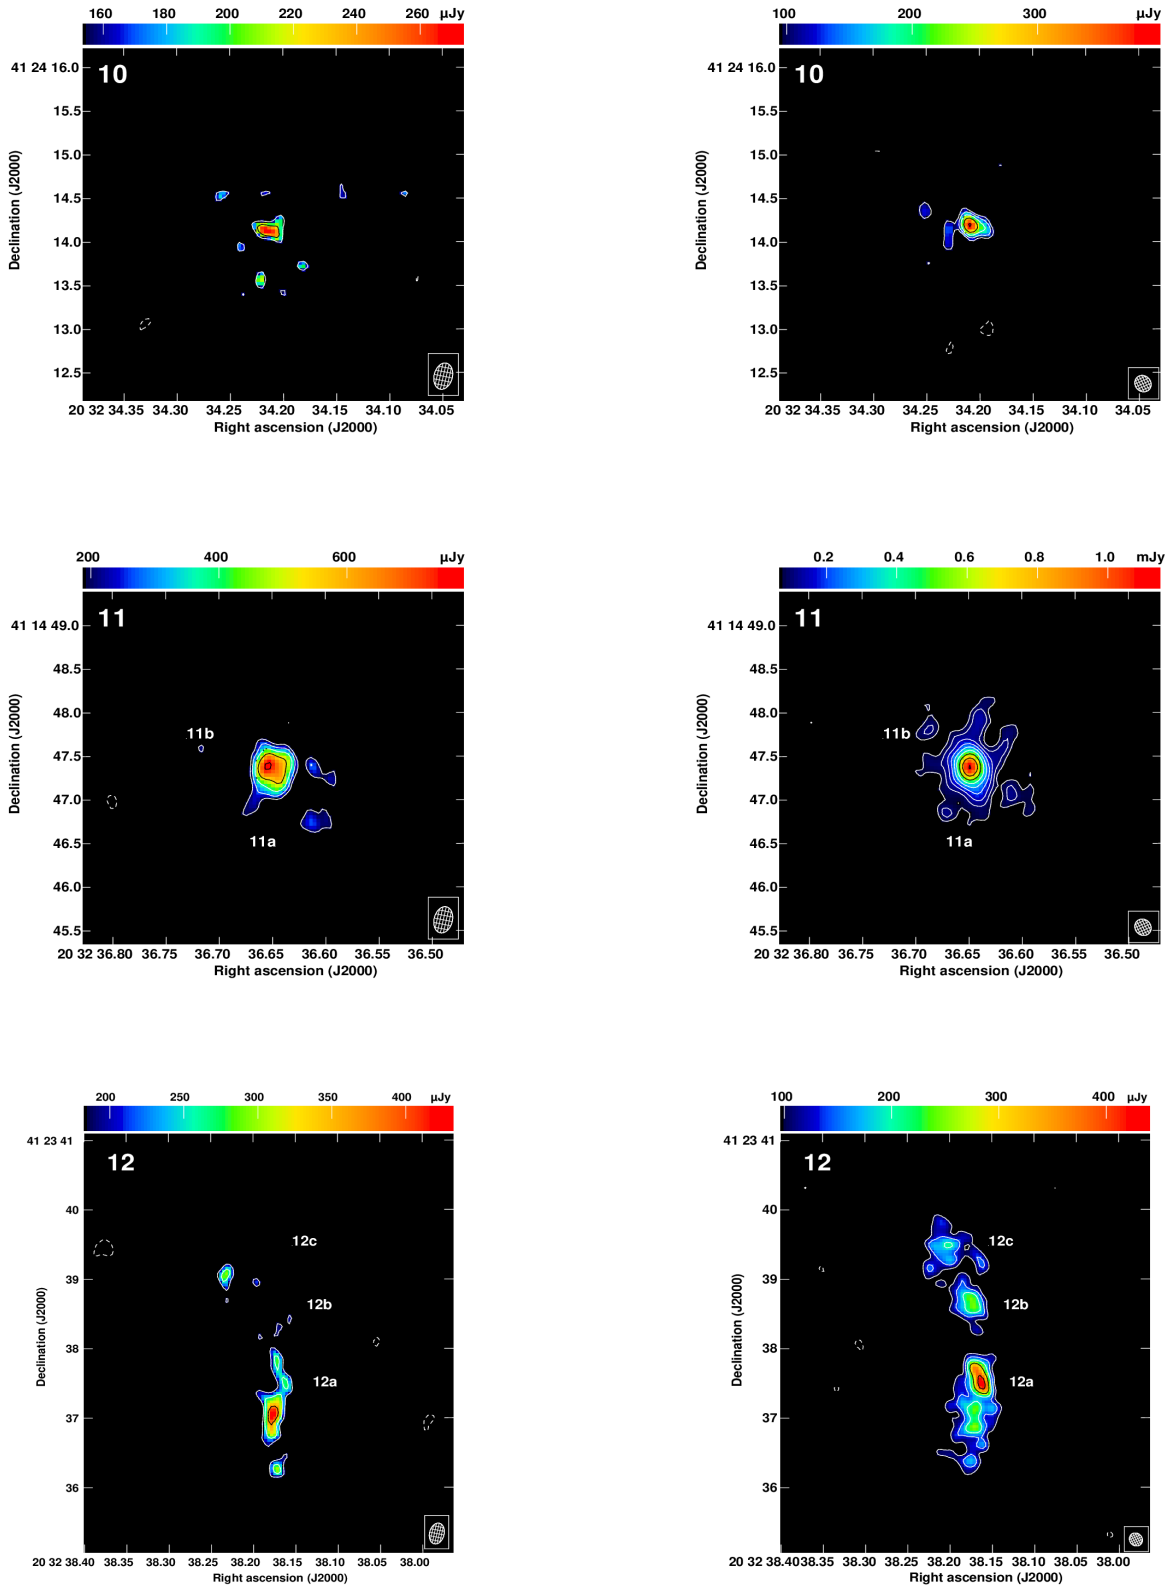 160 180 200 220 240 260 µJy
10
41 24 16.0
15.5
15.0
14.5
14.0
13.5
13.0
12.5
Declination (J2000)
20 32 34.35 34.30 34.25 34.20 34.15 34.10 34.05
Right ascension (J2000)
100 200 300 µJy
10
41 24 16.0
15.5
15.0
14.5
14.0
13.5
13.0
12.5
Declination (J2000)
20 32 34.35 34.30 34.25 34.20 34.15 34.10 34.05
Right ascension (J2000)
200 400 600 µJy
11
41 14 49.0
48.5
48.0
47.5
47.0
46.5
46.0
45.5
Declination (J2000)
11b
11a
20 32 36.80 36.75 36.70 36.65 36.60 36.55 36.50
Right ascension (J2000)
0.2 0.4 0.6 0.8 1.0 mJy
11
41 14 49.0
48.5
48.0
47.5
47.0
46.5
46.0
45.5
Declination (J2000)
11b
11a
20 32 36.80 36.75 36.70 36.65 36.60 36.55 36.50
Right ascension (J2000)
200 250 300 350 400 µJy
12
41 23 41
40
39
38
37
36
Declination (J2000)
12c
12b
12a
20 32 38.40 38.35 38.30 38.25 38.20 38.15 38.10 38.05 38.00
Right ascension (J2000)
100 200 300 400 µJy
12
41 23 41
40
39
38
37
36
Declination (J2000)
12c
12b
12a
20 32 38.40 38.35 38.30 38.25 38.20 38.15 38.10 38.05 38.00
Right ascension (J2000)